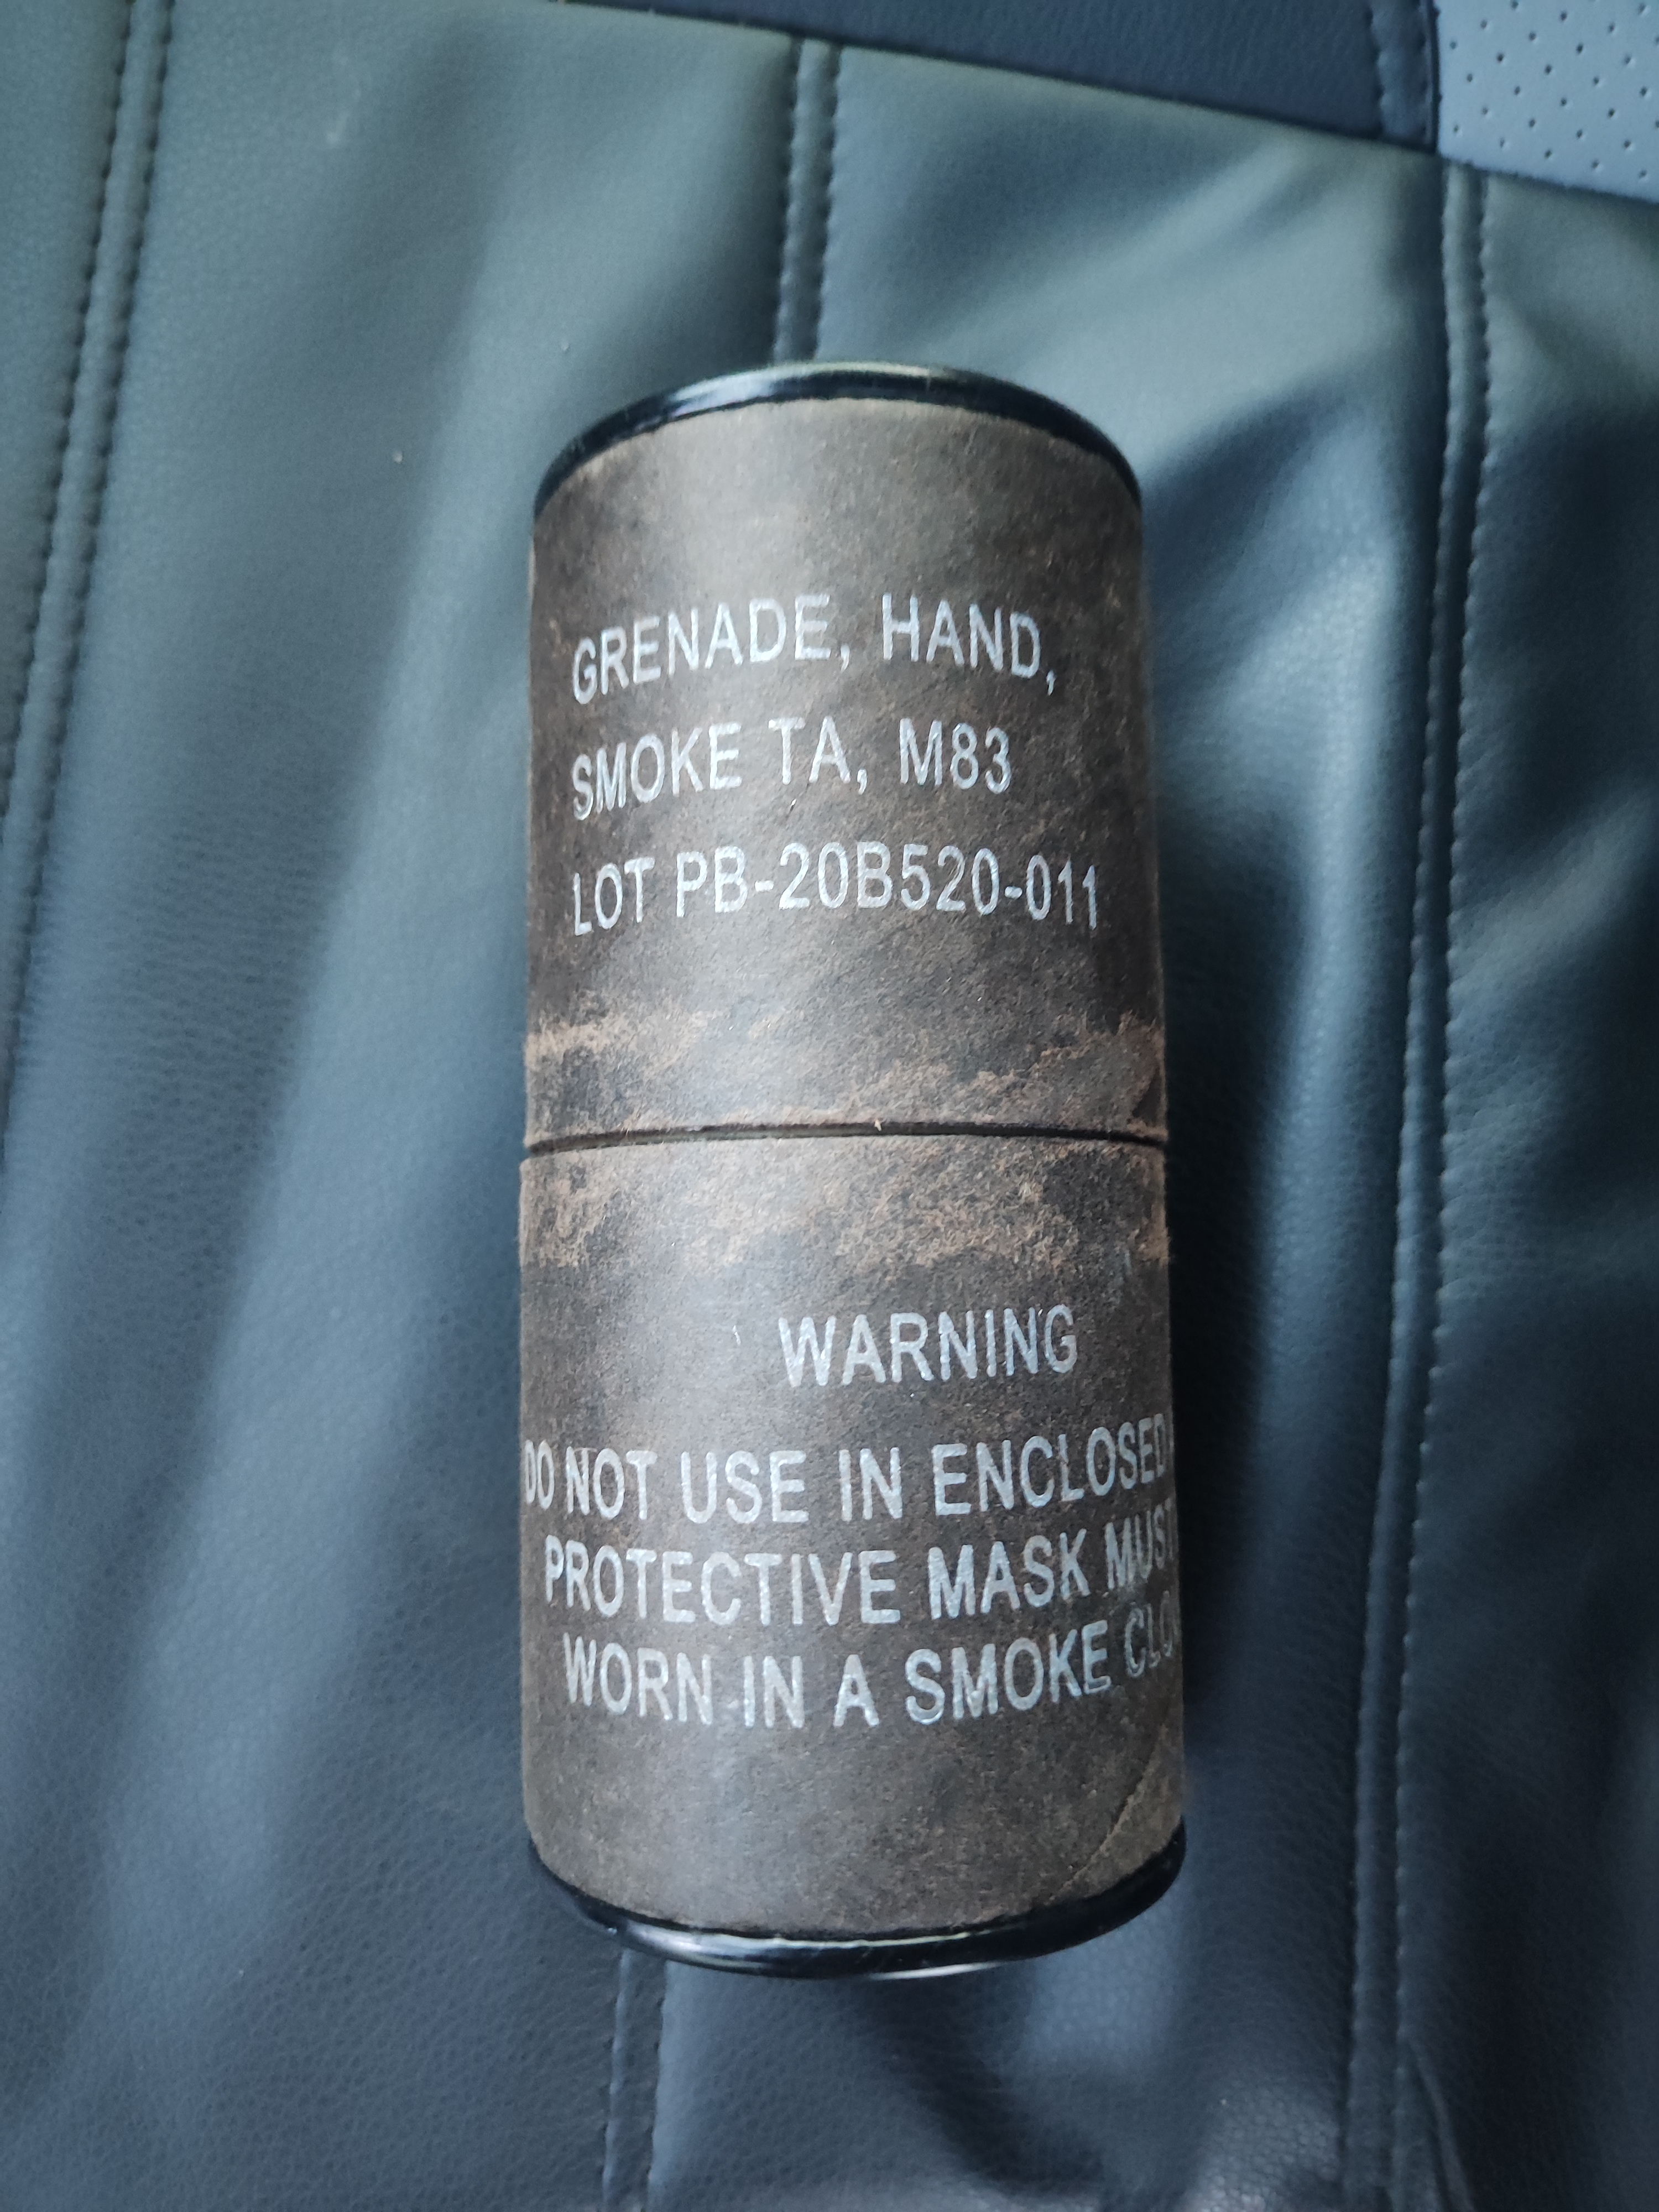 GRENADE, HAND,
SMOKE TA, M83
LOT PB-20B520-011
WARNING
DO NOT USE IN ENCLOSED
PROTECTIVE MASK MUST
WORN IN A SMOKE